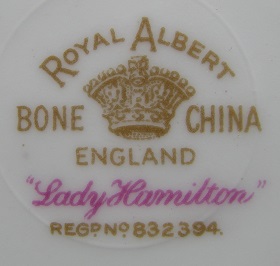 ROYAL ALBERT
BONE CHINA
ENGLAND
"Lady Hamilton"
REGD. NO 832394.